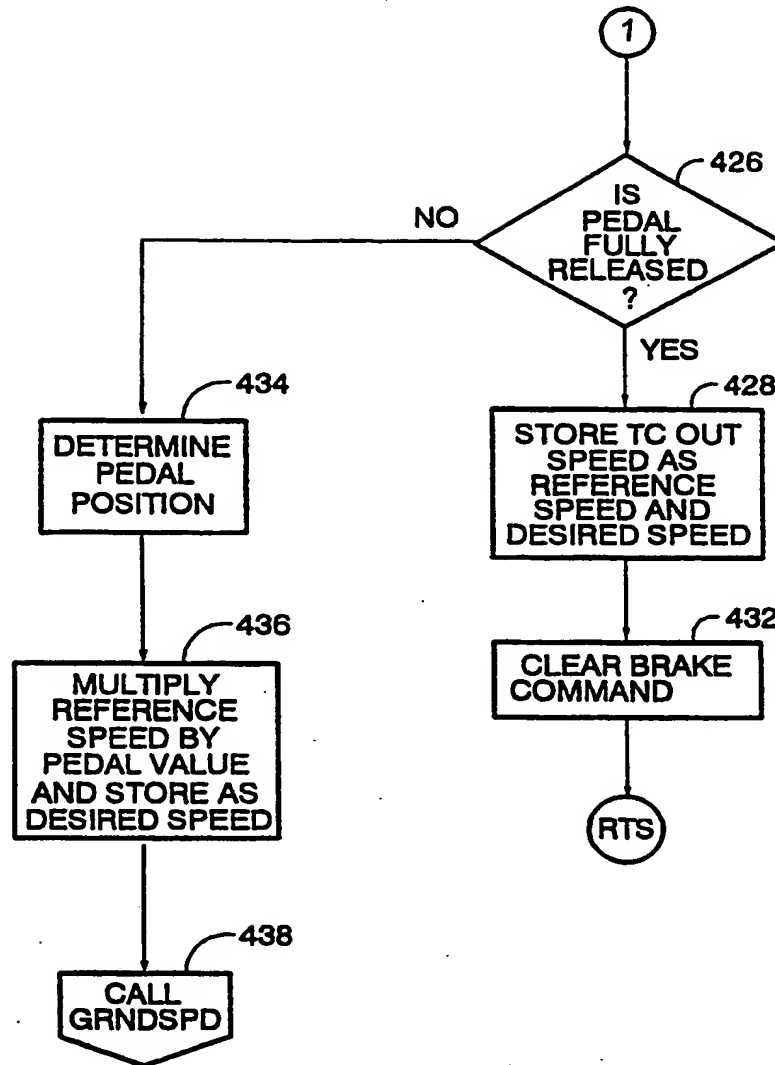 1
426
IS
PEDAL
FULLY
RELEASED
?
NO
YES
434
DETERMINE
PEDAL
POSITION
428
STORE TC OUT
SPEED AS
REFERENCE
SPEED AND
DESIRED SPEED
436
MULTIPLY
REFERENCE
SPEED BY
PEDAL VALUE
AND STORE AS
DESIRED SPEED
432
CLEAR BRAKE
COMMAND
RTS
438
CALL
GRNDSPD